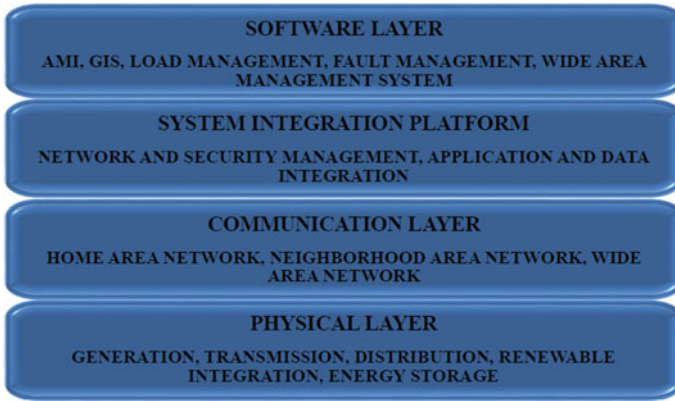 SOFTWARE LAYER
AMI, GIS, LOAD MANAGEMENT, FAULT MANAGEMENT, WIDE AREA
MANAGEMENT SYSTEM
SYSTEM INTEGRATION PLATFORM
NETWORK AND SECURITY MANAGEMENT, APPLICATION AND DATA
INTEGRATION
COMMUNICATION LAYER
HOME AREA NETWORK, NEIGHBORHOOD AREA NETWORK, WIDE
AREA NETWORK
PHYSICAL LAYER
GENERATION, TRANSMISSION, DISTRIBUTION, RENEWABLE
INTEGRATION, ENERGY STORAGE